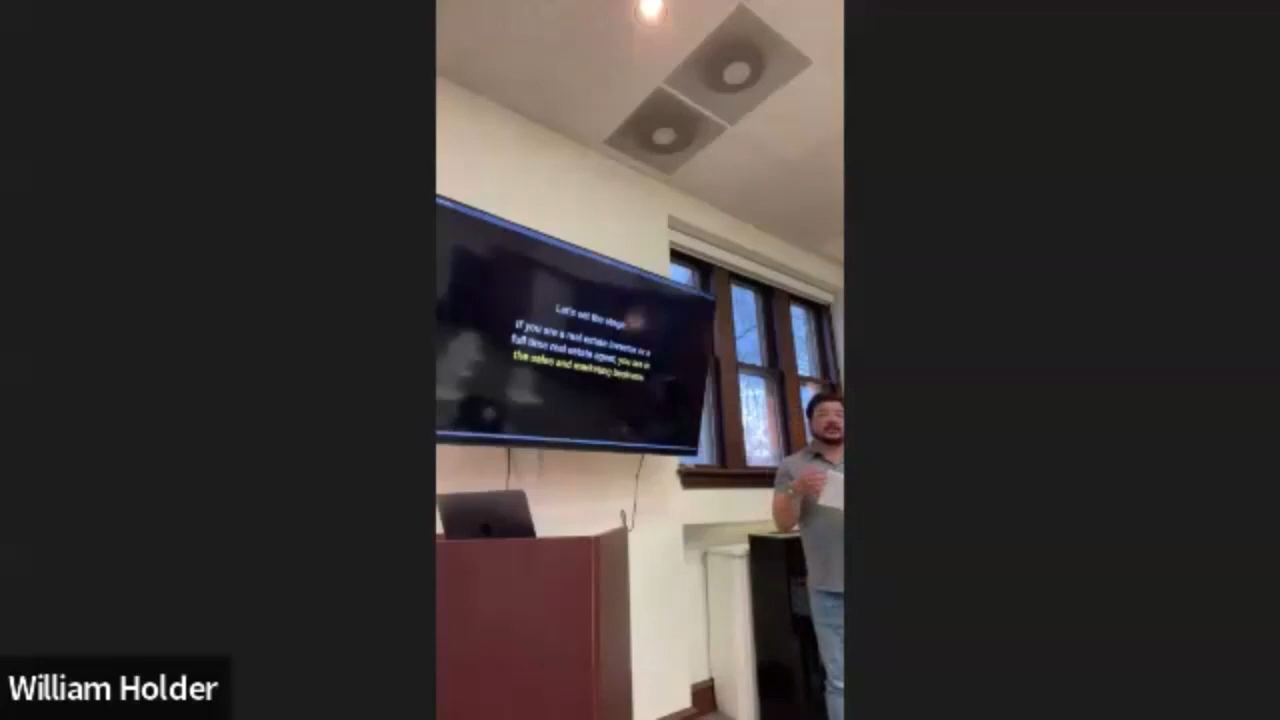 Let's set the stage
If you are a real estate investor or a
full time real estate agent, you are in
the sales and marketing business
William Holder